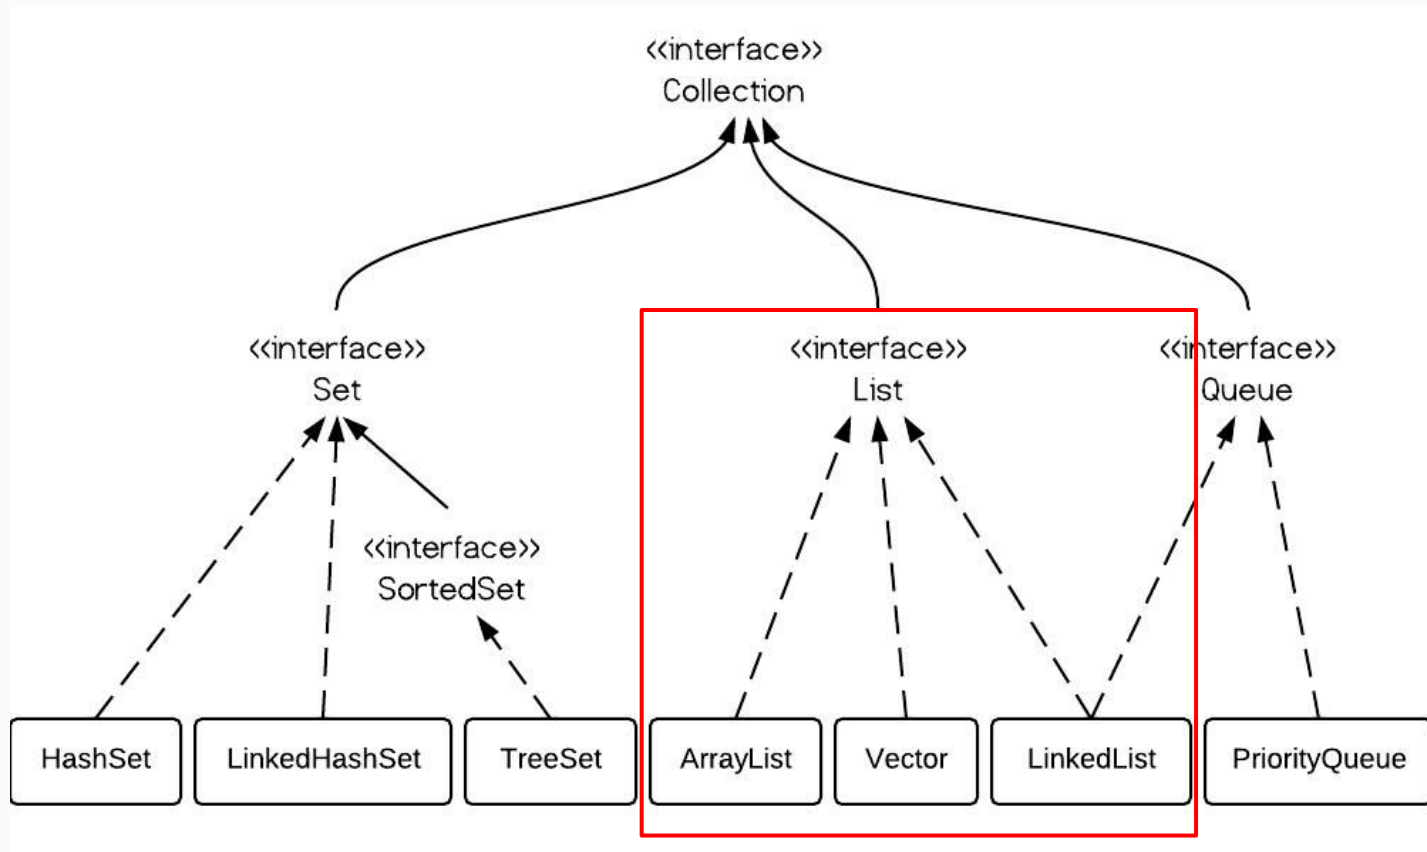 <<interface>>
Collection
<<interface>>
Set
<<interface>>
List
<<interface>>
Queue
<<interface>>
SortedSet
HashSet
LinkedHashSet
TreeSet
ArrayList
Vector
LinkedList
PriorityQueue